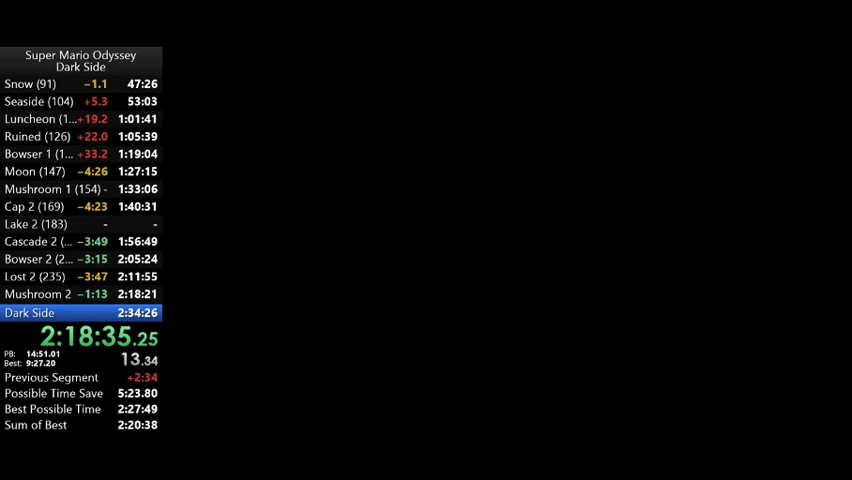 Super Mario Odyssey
Dark Side
Snow (91) −1.1 47:26
Seaside (104) +5.3 53:03
Luncheon (1... +19.2 1:01:41
Ruined (126) +22.0 1:05:39
Bowser 1 (1... +33.2 1:19:04
Moon (147) −4:26 1:27:15
Mushroom 1 (154) - 1:33:06
Cap 2 (169) −4:23 1:40:31
Lake 2 (183) - -
Cascade 2 (... −3:49 1:56:49
Bowser 2 (2... −3:15 2:05:24
Lost 2 (235) −3:47 2:11:55
Mushroom 2 −1:13 2:18:21
Dark Side 2:34:26
2:18:35.25
PB: 14:51.01 13.34
Best: 9:27.20
Previous Segment +2:34
Possible Time Save 5:23.80
Best Possible Time 2:27:49
Sum of Best 2:20:38